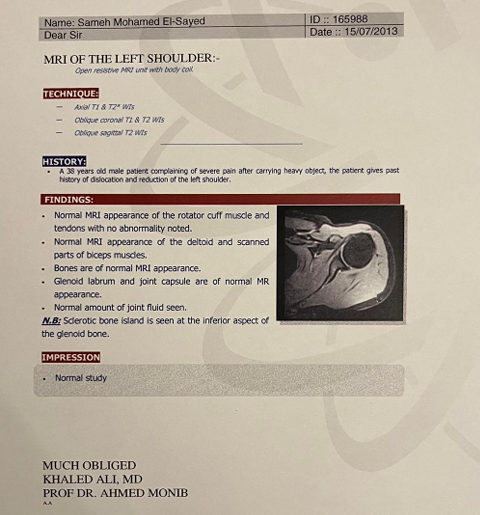 Name: Sameh Mohamed El-Sayed
ID :: 165988
Dear Sir
Date :: 15/07/2013
MRI OF THE LEFT SHOULDER:-
Open resistive MRI unit with body coil.
TECHNIQUE:
— Axial T1 & T2* WIs
— Oblique coronal T1 & T2 WIs
— Oblique sagittal T2 WIs
HISTORY:
• A 38 years old male patient complaining of severe pain after carrying heavy object, the patient gives past
history of dislocation and reduction of the left shoulder.
FINDINGS:
• Normal MRI appearance of the rotator cuff muscle and
tendons with no abnormality noted.
• Normal MRI appearance of the deltoid and scanned
parts of biceps muscles.
• Bones are of normal MRI appearance.
• Glenoid labrum and joint capsule are of normal MR
appearance.
• Normal amount of joint fluid seen.
N.B: Sclerotic bone island is seen at the inferior aspect of
the glenoid bone.
IMPRESSION
• Normal study
MUCH OBLIGED
KHALED ALI, MD
PROF DR. AHMED MONIB
A.A